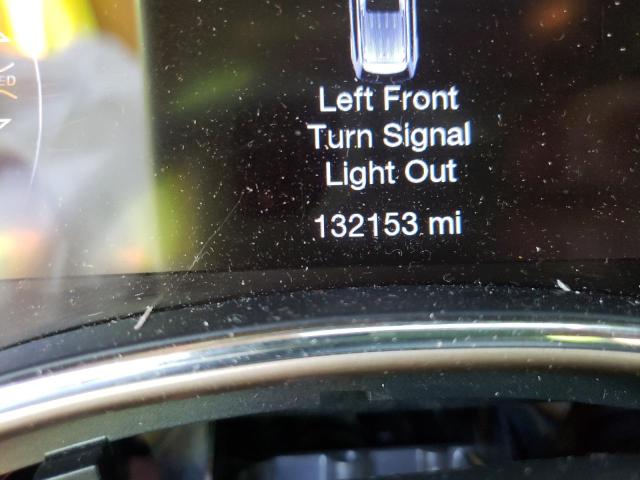 Left Front
Turn Signal
Light Out
132153 mi